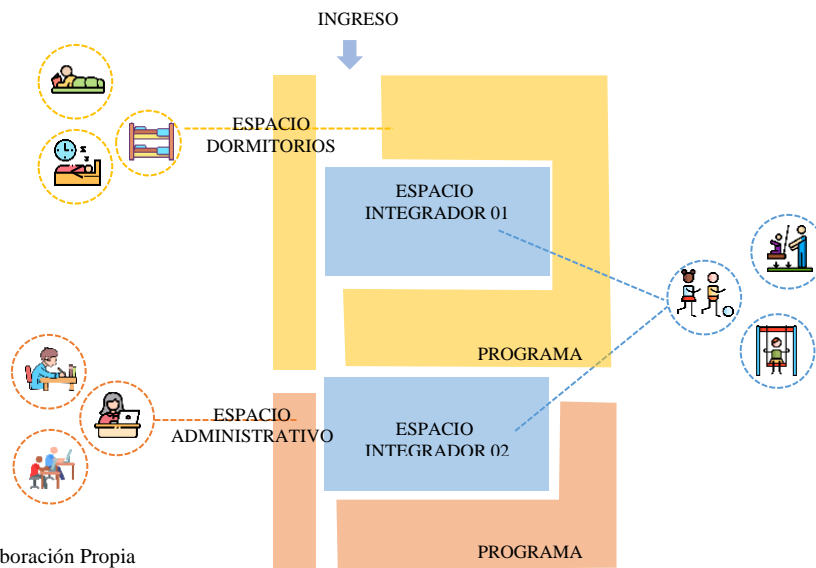 INGRESO
ESPACIO
DORMITORIOS
ESPACIO
INTEGRADOR 01
PROGRAMA
ESPACIO
ADMINISTRATIVO
ESPACIO
INTEGRADOR 02
PROGRAMA
boración Propia